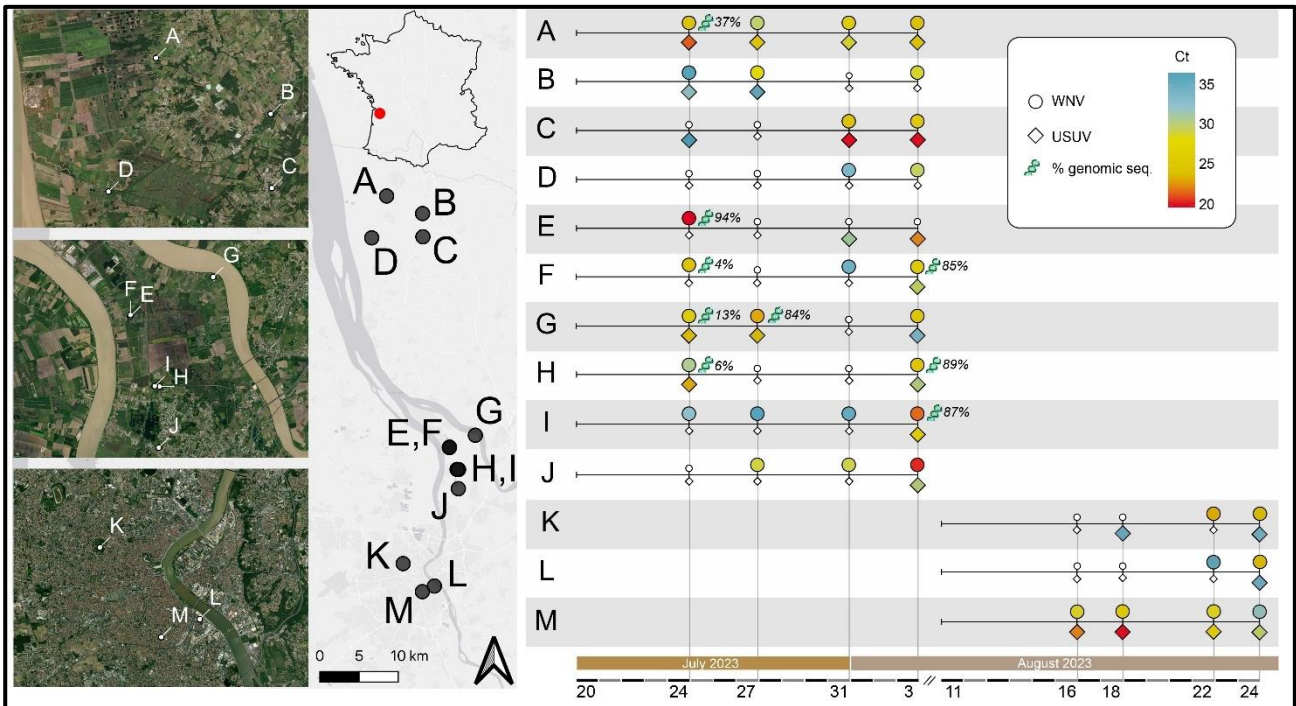 A
B
C
D
G
F E
I
H
J
K
L
M
A
B
D
C
G
E,F
H,I
J
K
L
M
0 5 10 km
A 37%
B
C
D
E 94%
F 4% 85%
G 13% 84%
H 6% 89%
I 87%
J
K
L
M
Ct
WNV
USUV
% genomic seq.
35
30
25
20
July 2023 August 2023
20 24 27 31 3 // 11 16 18 22 24